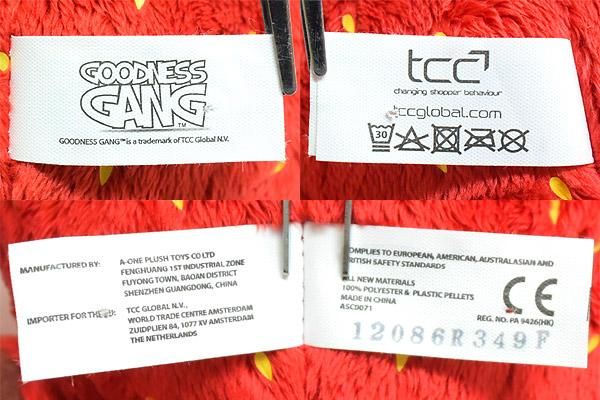 GOODNESS
GANG™
GOODNESS GANG™ is a trademark of TCC Global N.V.
tcc
changing shopper behaviour
tccglobal.com
30
MANUFACTURED BY:
A-ONE PLUSH TOYS CO LTD
FENGHUANG 1ST INDUSTRIAL ZONE
FUYONG TOWN, BAOAN DISTRICT
SHENZHEN GUANGDONG, CHINA
IMPORTER FOR THE EU:
TCC GLOBAL N.V.,
WORLD TRADE CENTRE AMSTERDAM
ZUIDPLIEN 84, 1077 XV AMSTERDAM
THE NETHERLANDS
COMPLIES TO EUROPEAN, AMERICAN, AUSTRALASIAN AND
BRITISH SAFETY STANDARDS
ALL NEW MATERIALS
100% POLYESTER & PLASTIC PELLETS
MADE IN CHINA
ASCD071
CE
REG. NO. PA 9426(HK)
12086R349F